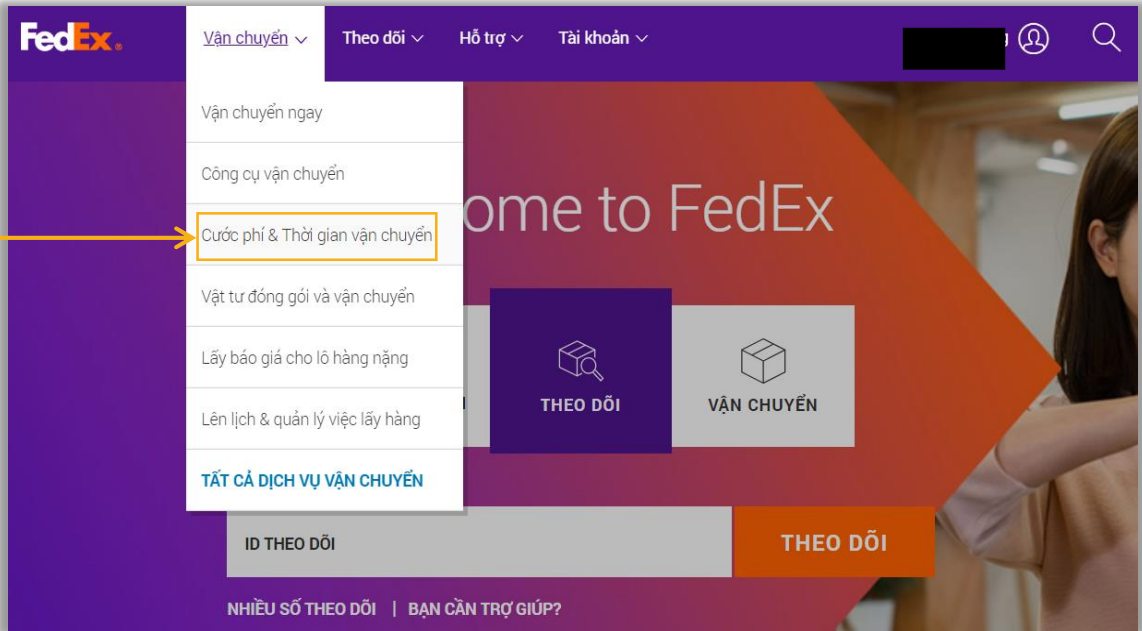 FedEx®
Vận chuyển
Theo dõi
Hỗ trợ
Tài khoản
Vận chuyển ngay
Công cụ vận chuyển
Cước phí & Thời gian vận chuyển
Vật tư đóng gói và vận chuyển
Lấy báo giá cho lô hàng nặng
Lên lịch & quản lý việc lấy hàng
TẤT CẢ DỊCH VỤ VẬN CHUYỂN
ome to FedEx
THEO DÕI
VẬN CHUYỂN
ID THEO DÕI
THEO DÕI
NHIỀU SỐ THEO DÕI | BẠN CẦN TRỢ GIÚP?